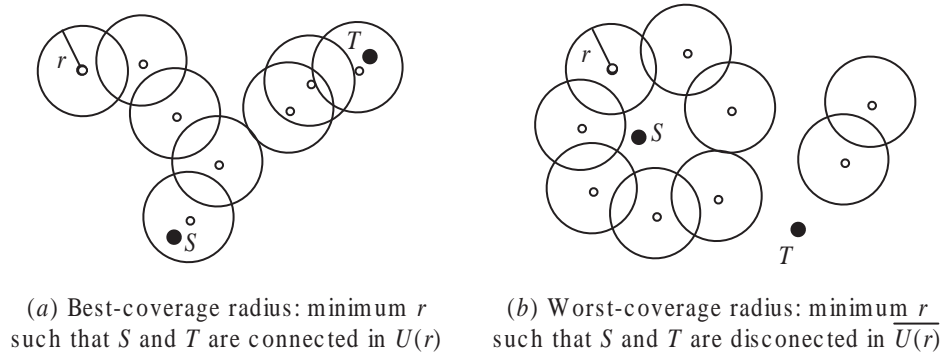 r
T
S
r
S
T
(a) Best-coverage radius: minimum r
such that S and T are connected in U(r)
(b) Worst-coverage radius: minimum r
such that S and T are disconected in \overline{U(r)}